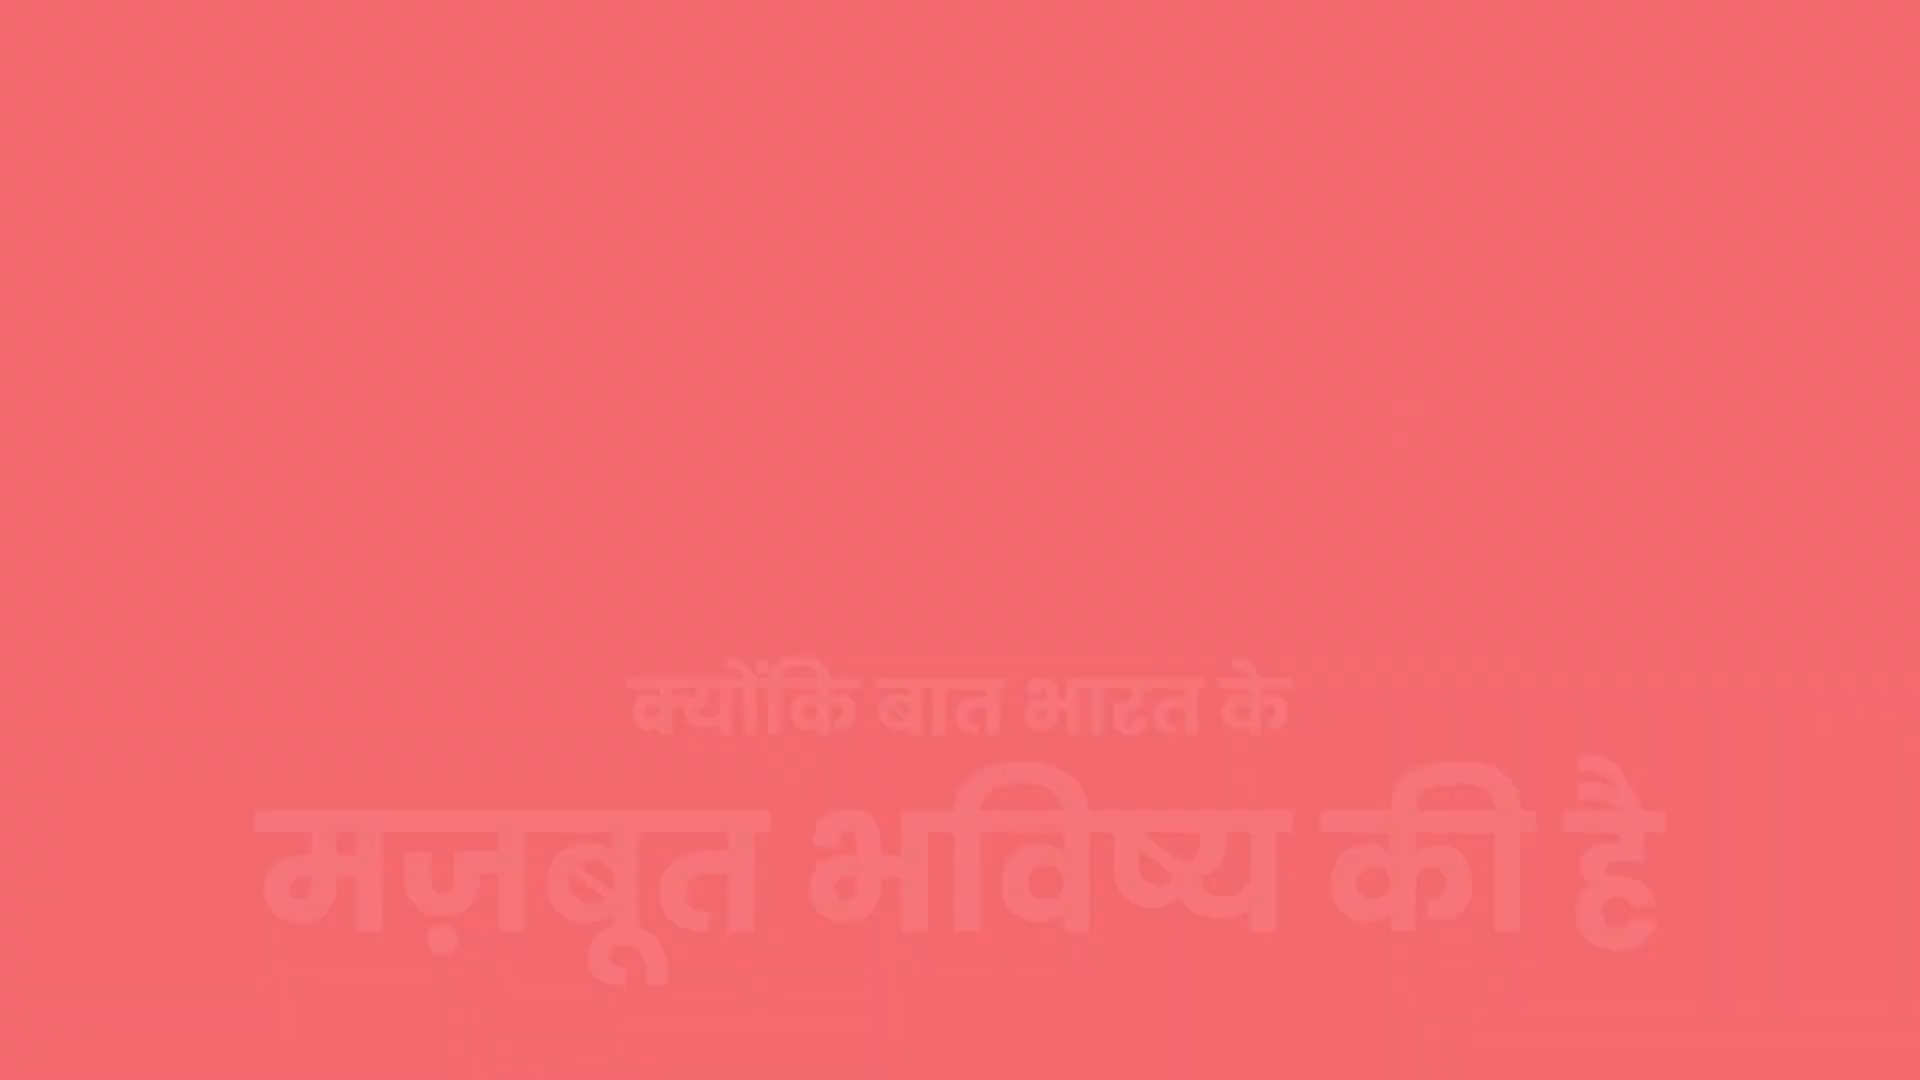 क्योंकि बात भारत के
मज़बूत भविष्य की है